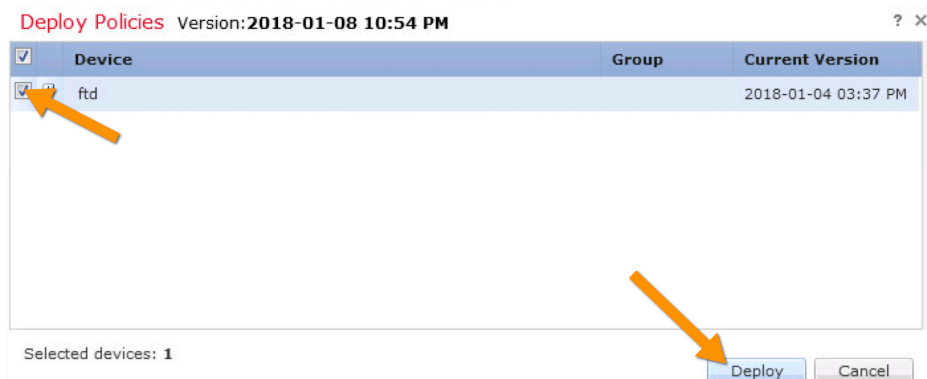 Deploy Policies Version:2018-01-08 10:54 PM ? ×
Device Group Current Version
ftd 2018-01-04 03:37 PM
Selected devices: 1
Deploy Cancel